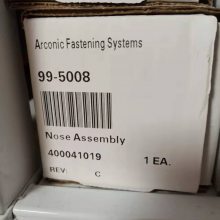 Arconic Fastening Systems
99-5008
Nose Assembly
400041019 1 EA.
REV: C